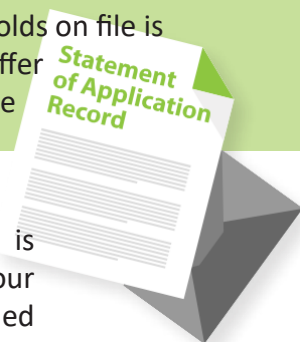 olds on file is
ffer
e
Statement
of Application
Record
is
our
ed